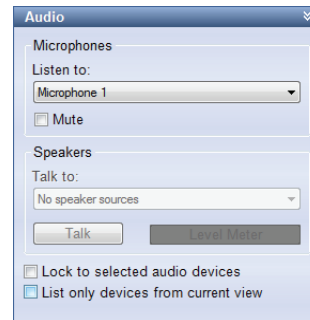 Audio
Microphones
Listen to:
Microphone 1
Mute
Speakers
Talk to:
No speaker sources
Talk
Level Meter
Lock to selected audio devices
List only devices from current view